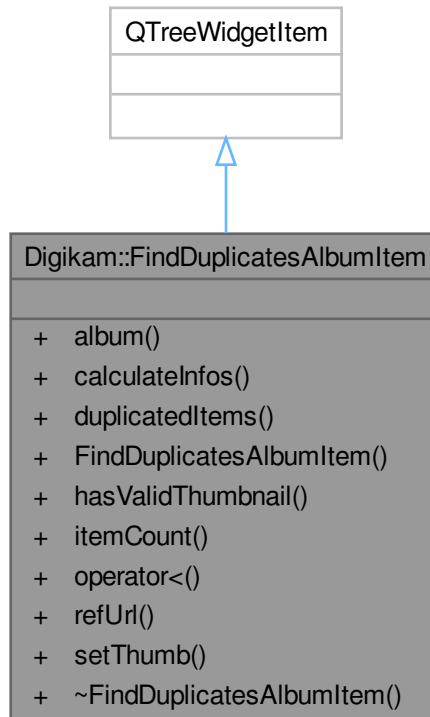 QTreeWidgetItem
Digikam::FindDuplicatesAlbumItem
+ album()
+ calculateInfos()
+ duplicatedItems()
+ FindDuplicatesAlbumItem()
+ hasValidThumbnail()
+ itemCount()
+ operator<()
+ refUrl()
+ setThumb()
+ ~FindDuplicatesAlbumItem()